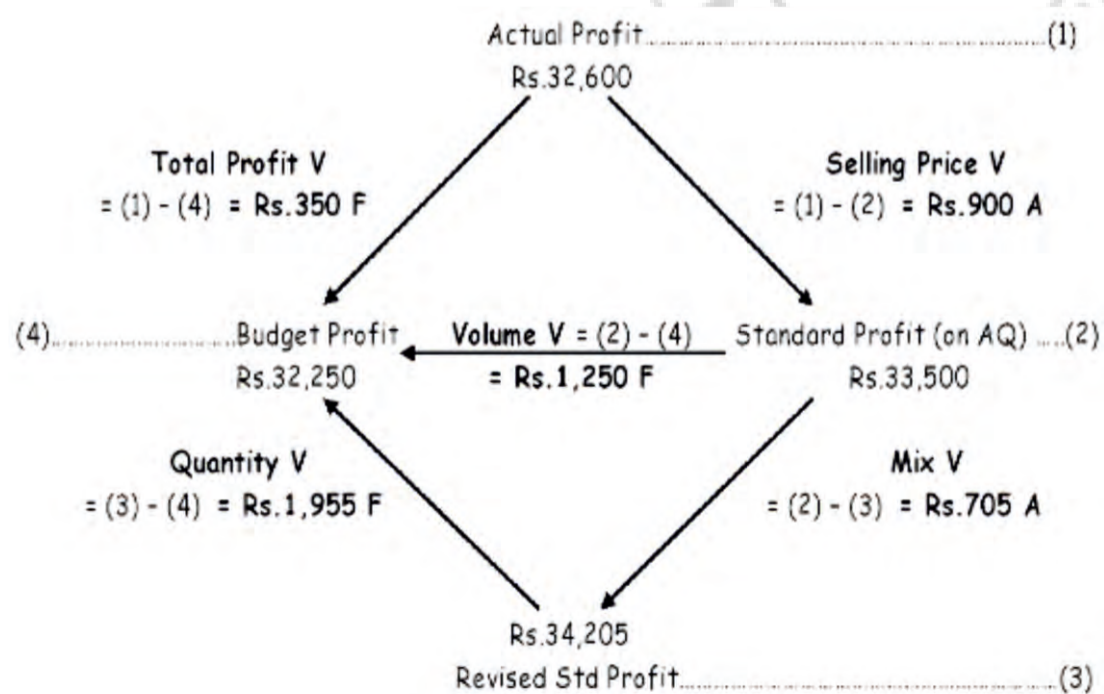 Actual Profit..........(1)
Rs.32,600
Total Profit V
= (1) - (4) = Rs.350 F
Selling Price V
= (1) - (2) = Rs.900 A
(4)..........Budget Profit
Rs.32,250
Volume V = (2) - (4)
= Rs.1,250 F
Standard Profit (on AQ) ....(2)
Rs.33,500
Quantity V
= (3) - (4) = Rs.1,955 F
Mix V
= (2) - (3) = Rs.705 A
Rs.34,205
Revised Std Profit..........(3)